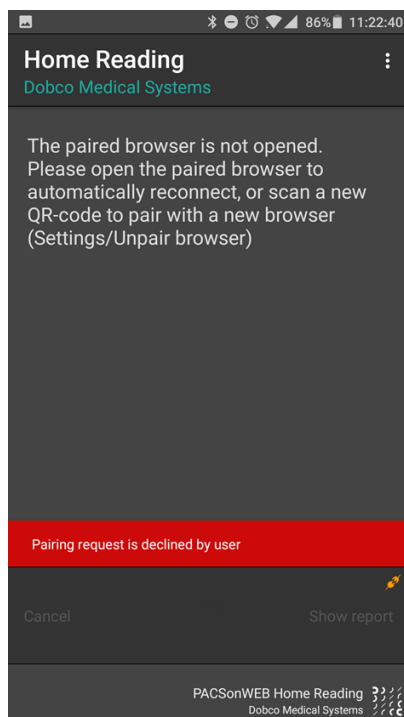 86% 11:22:40
Home Reading
Dobco Medical Systems
The paired browser is not opened.
Please open the paired browser to
automatically reconnect, or scan a new
QR-code to pair with a new browser
(Settings/Unpair browser)
Pairing request is declined by user
Cancel Show report
PACSonWEB Home Reading
Dobco Medical Systems